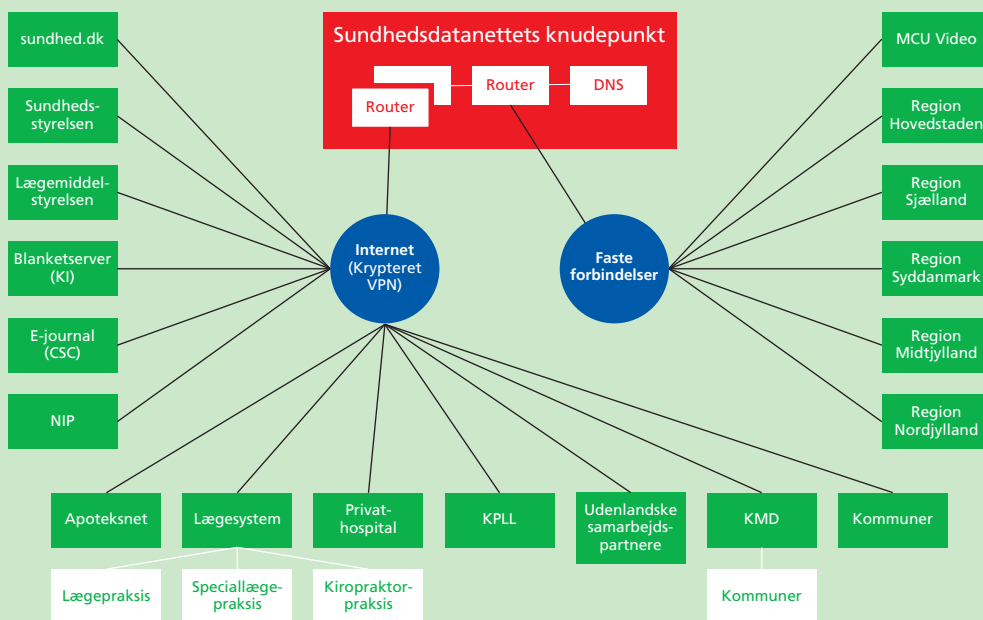 Sundhedsdatanettets knudepunkt
Router
Router
DNS
sundhed.dk
Sundheds-
styrelsen
Lægemiddel-
styrelsen
Blanketserver
(KI)
E-journal
(CSC)
NIP
Internet
(Krypteret
VPN)
Faste
forbindelser
MCU Video
Region
Hovedstaden
Region
Sjælland
Region
Syddanmark
Region
Midtjylland
Region
Nordjylland
Apoteksnet
Lægesystem
Privat-
hospital
KPLL
Udenlandske
samarbejds-
partnere
KMD
Kommuner
Lægepraksis
Speciallæge-
praksis
Kiropraktor-
praksis
Kommuner